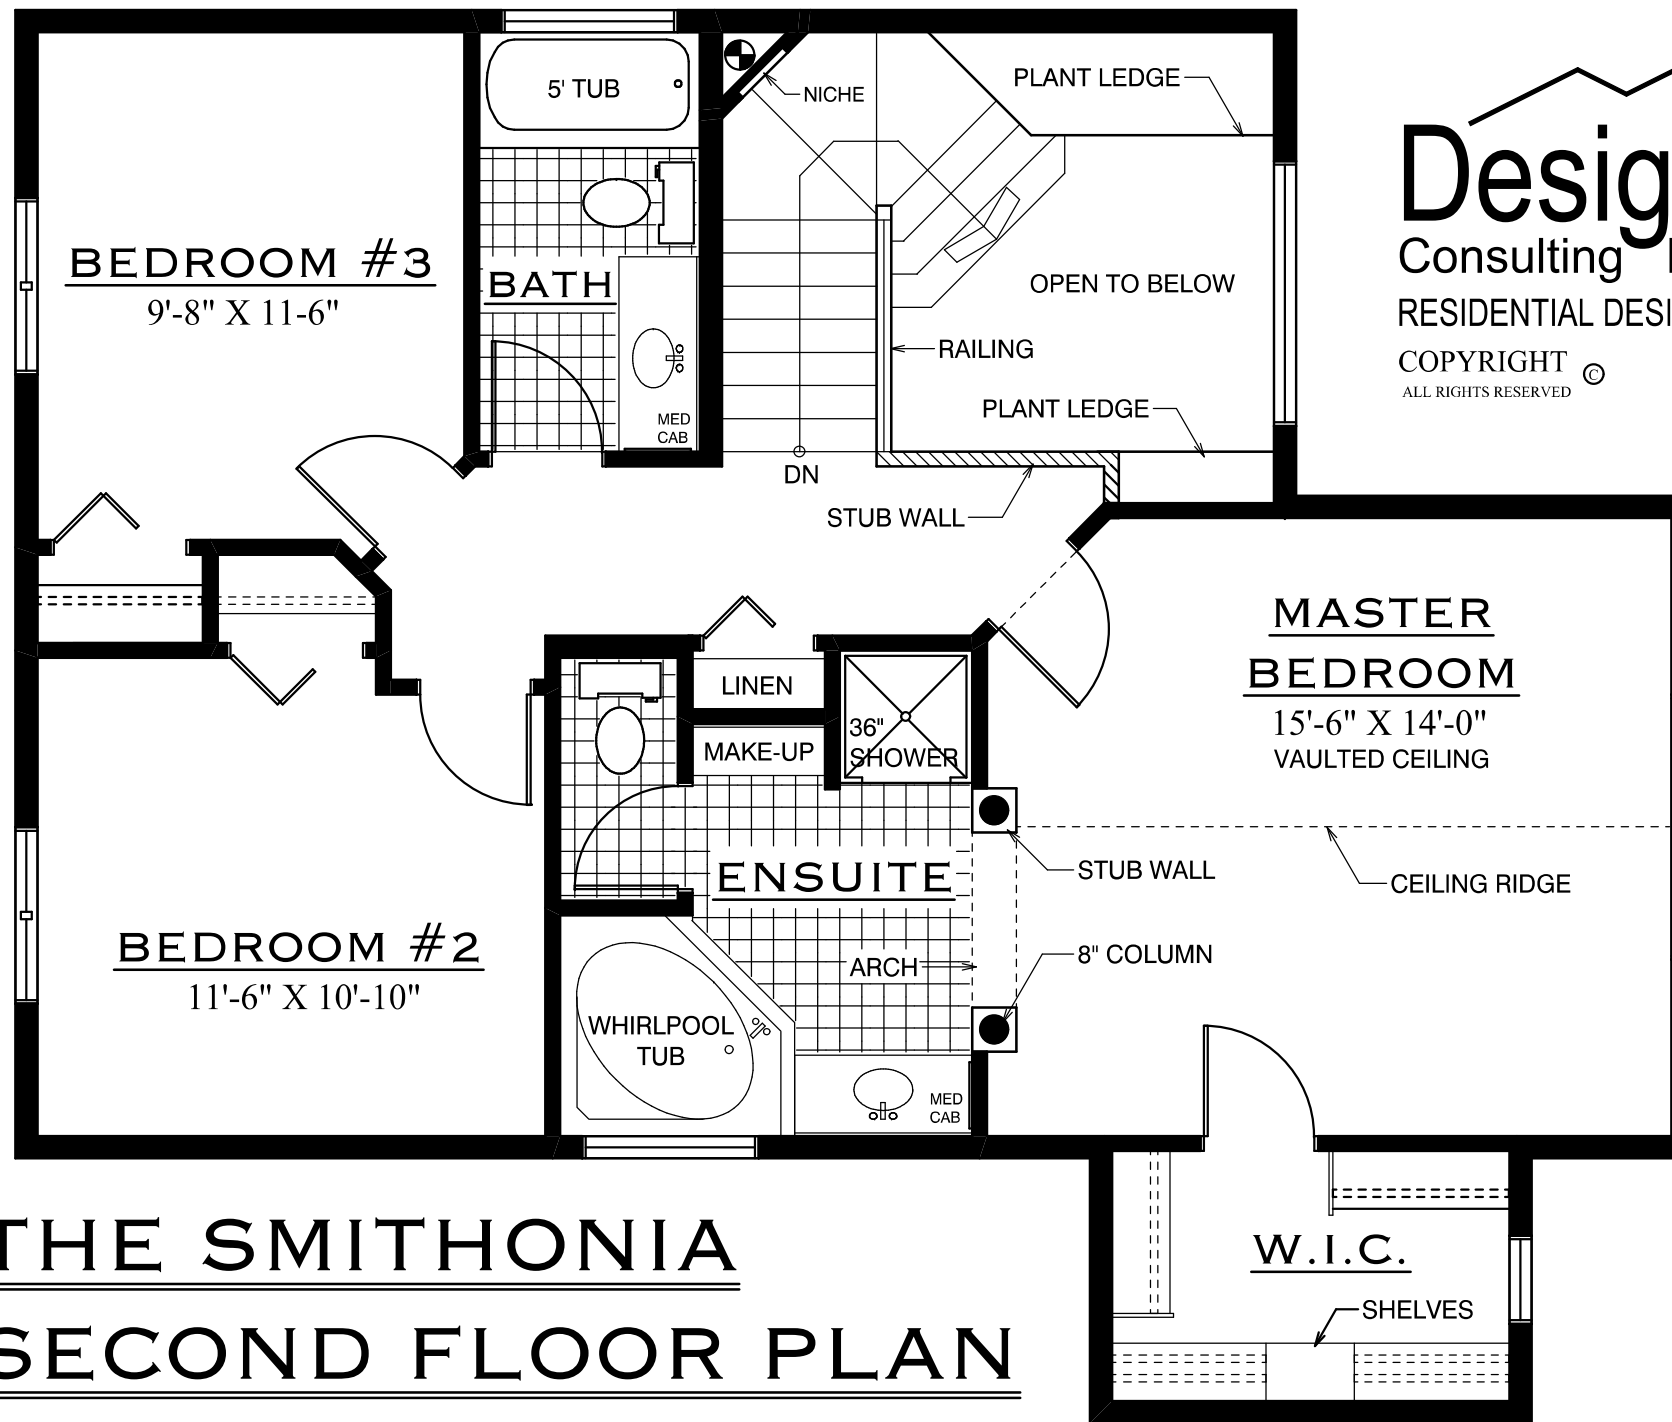 5' TUB
NICHE
PLANT LEDGE
Desig
Consulting
RESIDENTIAL DESI
COPYRIGHT ©
ALL RIGHTS RESERVED
BEDROOM #3
9'-8" X 11-6"
BATH
MED
CAB
OPEN TO BELOW
RAILING
PLANT LEDGE
DN
STUB WALL
MASTER
BEDROOM
15'-6" X 14'-0"
VAULTED CEILING
LINEN
MAKE-UP
36"
SHOWER
ENSUITE
STUB WALL
CEILING RIDGE
BEDROOM #2
11'-6" X 10'-10"
ARCH
8" COLUMN
WHIRLPOOL
TUB
MED
CAB
W.I.C.
SHELVES
THE SMITHONIA
SECOND FLOOR PLAN